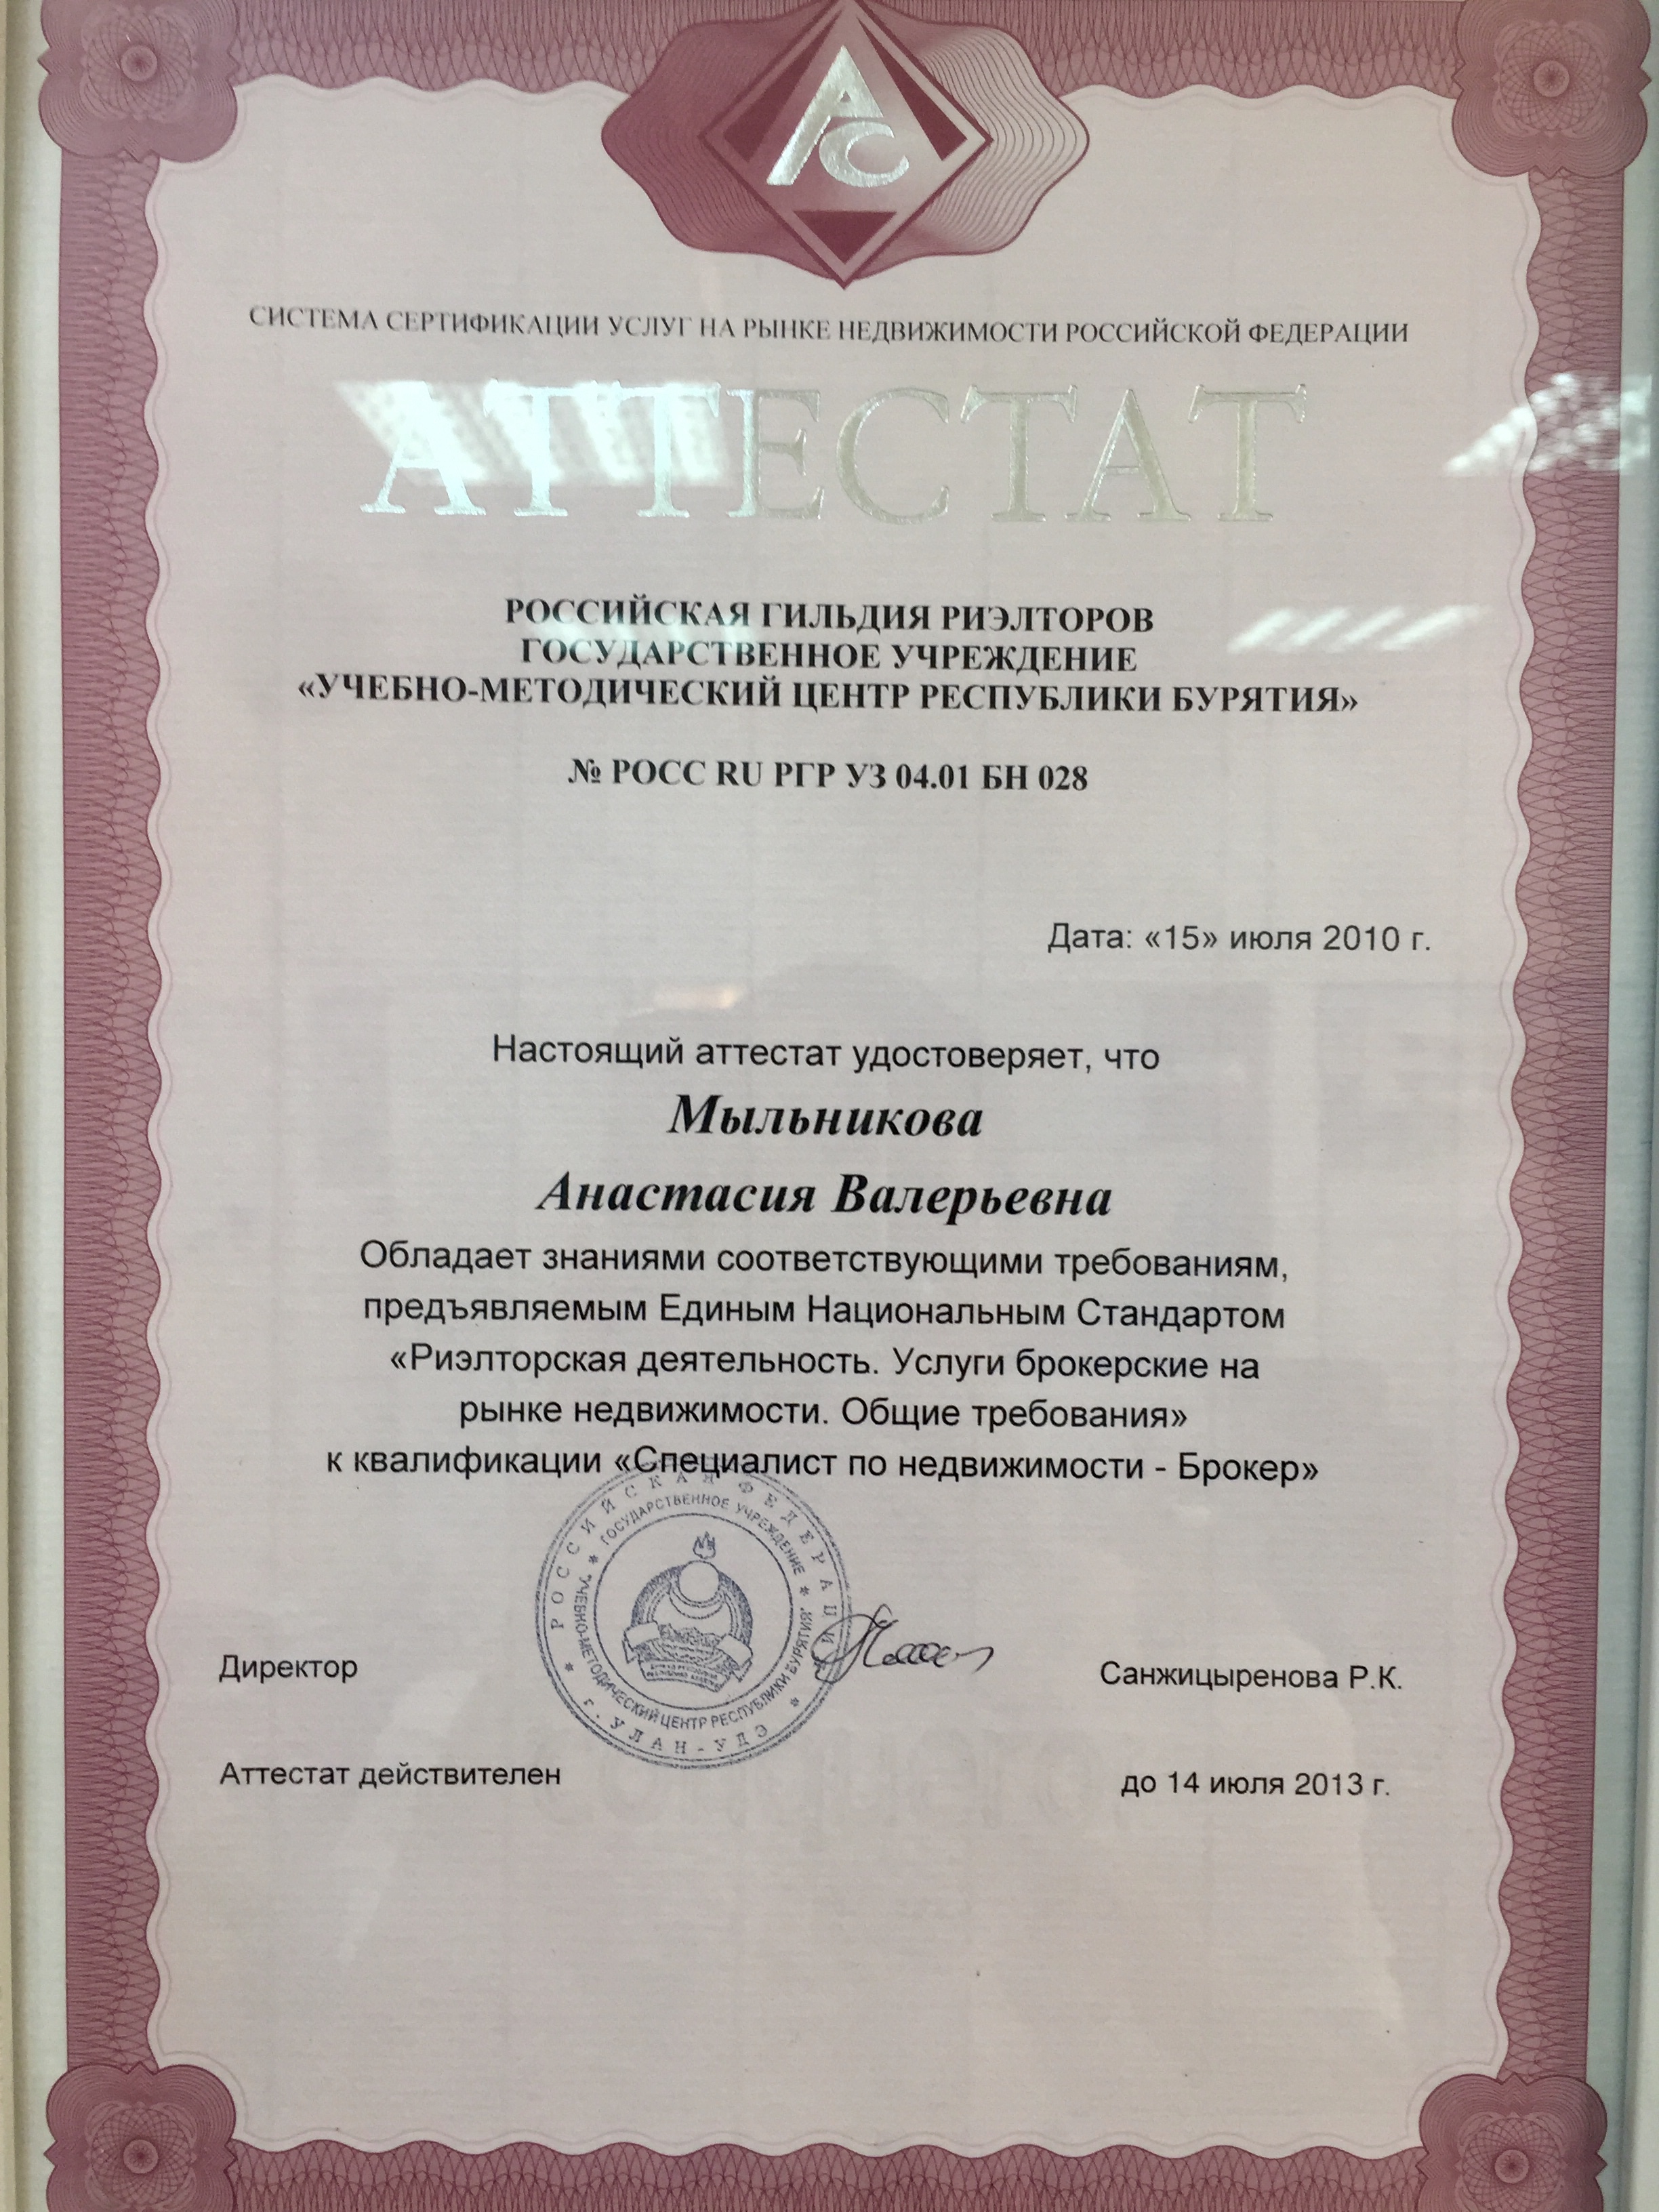 АС
СИСТЕМА СЕРТИФИКАЦИИ УСЛУГ НА РЫНКЕ НЕДВИЖИМОСТИ РОССИЙСКОЙ ФЕДЕРАЦИИ
АТТЕСТАТ
РОССИЙСКАЯ ГИЛЬДИЯ РИЭЛТОРОВ
ГОСУДАРСТВЕННОЕ УЧРЕЖДЕНИЕ
«УЧЕБНО-МЕТОДИЧЕСКИЙ ЦЕНТР РЕСПУБЛИКИ БУРЯТИЯ»
№ РОСС RU РГР УЗ 04.01 БН 028
Дата: «15» июля 2010 г.
Настоящий аттестат удостоверяет, что
Мыльникова
Анастасия Валерьевна
Обладает знаниями соответствующими требованиям,
предъявляемым Единым Национальным Стандартом
«Риэлторская деятельность. Услуги брокерские на
рынке недвижимости. Общие требования»
к квалификации «Специалист по недвижимости - Брокер»
РОССИЙСКАЯ ФЕДЕРАЦИЯ
* г. УЛАН-УДЭ *
* ГОСУДАРСТВЕННОЕ УЧРЕЖДЕНИЕ *
УЧЕБНО-МЕТОДИЧЕСКИЙ ЦЕНТР РЕСПУБЛИКИ БУРЯТИЯ
Директор
Санжицыренова Р.К.
Аттестат действителен
до 14 июля 2013 г.